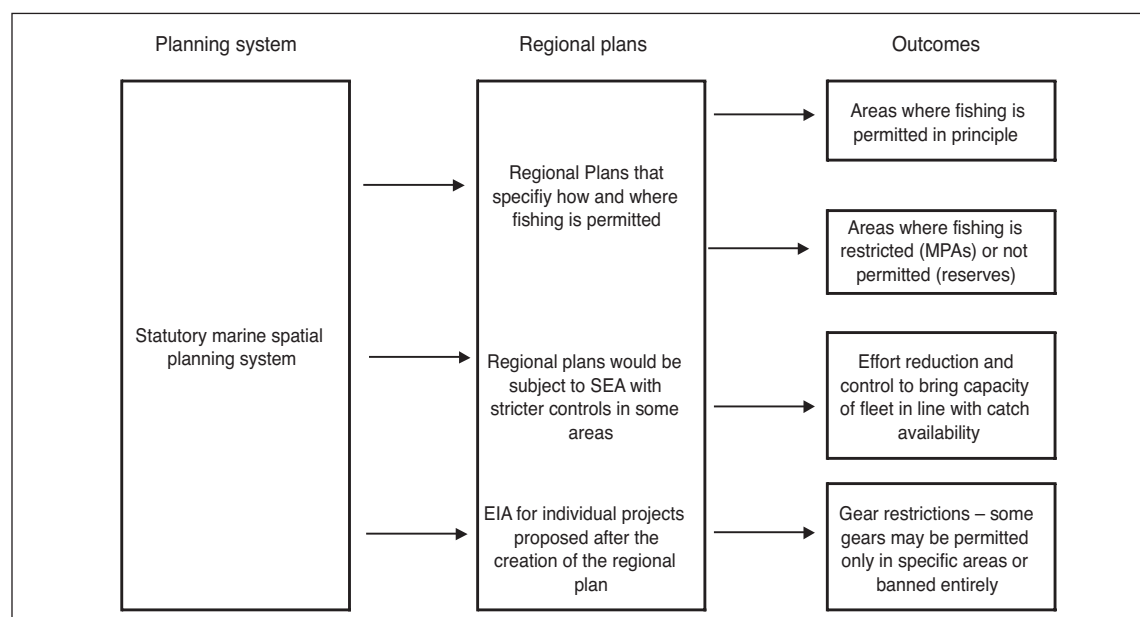 Planning system
Regional plans
Outcomes
Statutory marine spatial
planning system
Regional Plans that
specifiy how and where
fishing is permitted
Regional plans would be
subject to SEA with
stricter controls in some
areas
EIA for individual projects
proposed after the
creation of the regional
plan
Areas where fishing is
permitted in principle
Areas where fishing is
restricted (MPAs) or not
permitted (reserves)
Effort reduction and
control to bring capacity
of fleet in line with catch
availability
Gear restrictions – some
gears may be permitted
only in specific areas or
banned entirely